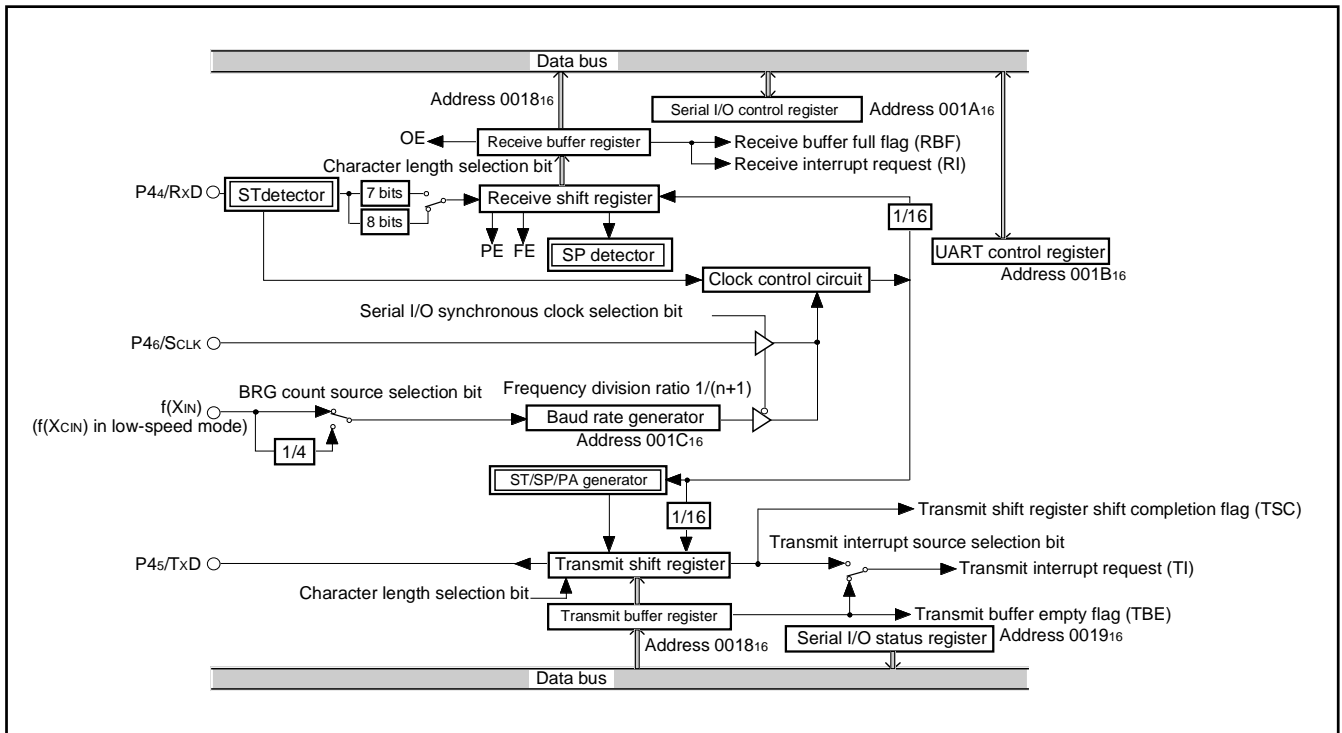 Data bus
Address 001816
Serial I/O control register
Address 001A16
OE
Receive buffer register
Receive buffer full flag (RBF)
Receive interrupt request (RI)
Character length selection bit
P44/RXD
STdetector
7 bits
8 bits
Receive shift register
1/16
PE
FE
SP detector
UART control register
Address 001B16
Clock control circuit
Serial I/O synchronous clock selection bit
P46/SCLK
BRG count source selection bit
Frequency division ratio 1/(n+1)
f(XIN)
(f(XCIN) in low-speed mode)
Baud rate generator
Address 001C16
1/4
ST/SP/PA generator
1/16
Transmit shift register shift completion flag (TSC)
Transmit interrupt source selection bit
P45/TXD
Transmit shift register
Transmit interrupt request (TI)
Character length selection bit
Transmit buffer register
Transmit buffer empty flag (TBE)
Address 001816
Serial I/O status register
Address 001916
Data bus